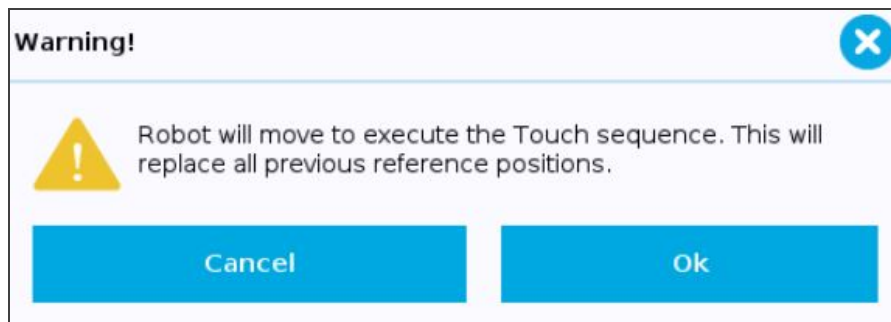 Warning!
Robot will move to execute the Touch sequence. This will
replace all previous reference positions.
Cancel
Ok